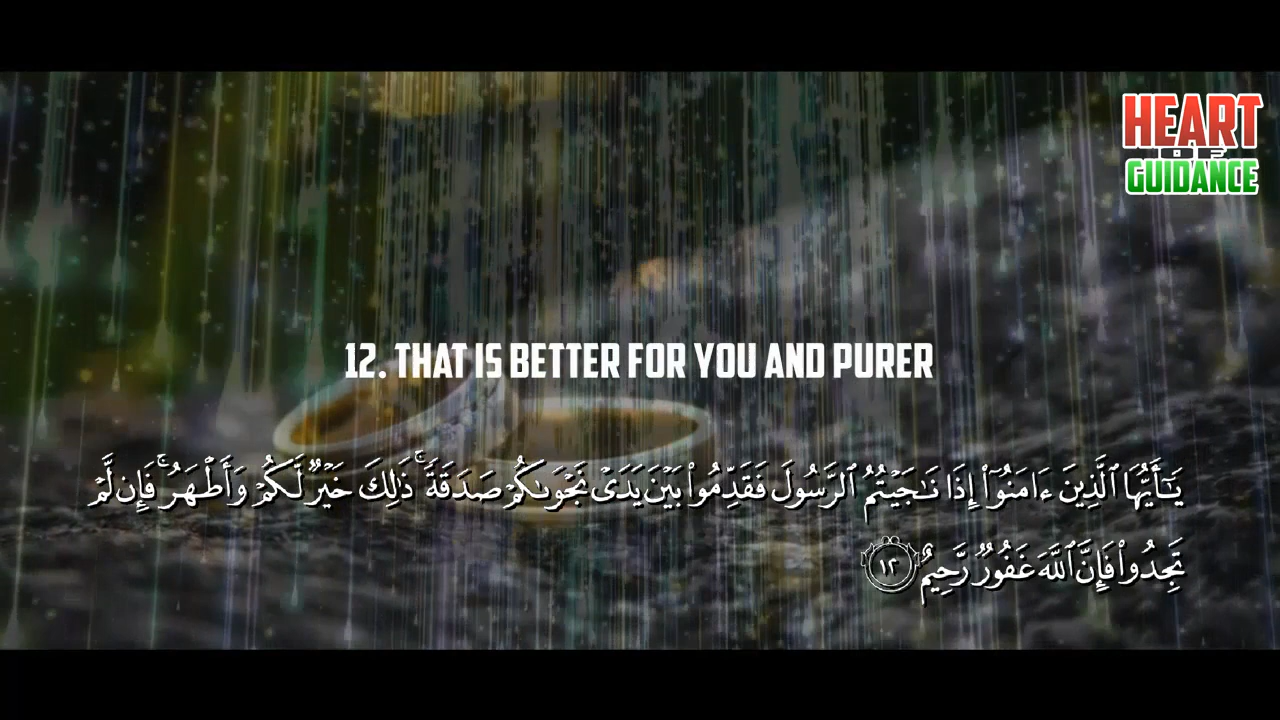 HEART
OF
GUIDANCE
12. THAT IS BETTER FOR YOU AND PURER
يَـٰٓأَيُّهَا ٱلَّذِينَ ءَامَنُوٓا۟ إِذَا نَـٰجَيْتُمُ ٱلرَّسُولَ فَقَدِّمُوا۟ بَيْنَ يَدَىْ نَجْوَىٰكُمْ صَدَقَةً ۚ ذَٰلِكَ خَيْرٌ لَّكُمْ وَأَطْهَرُ ۚ فَإِن لَّمْ
تَجِدُوا۟ فَإِنَّ ٱللَّهَ غَفُورٌ رَّحِيمٌ ١٢